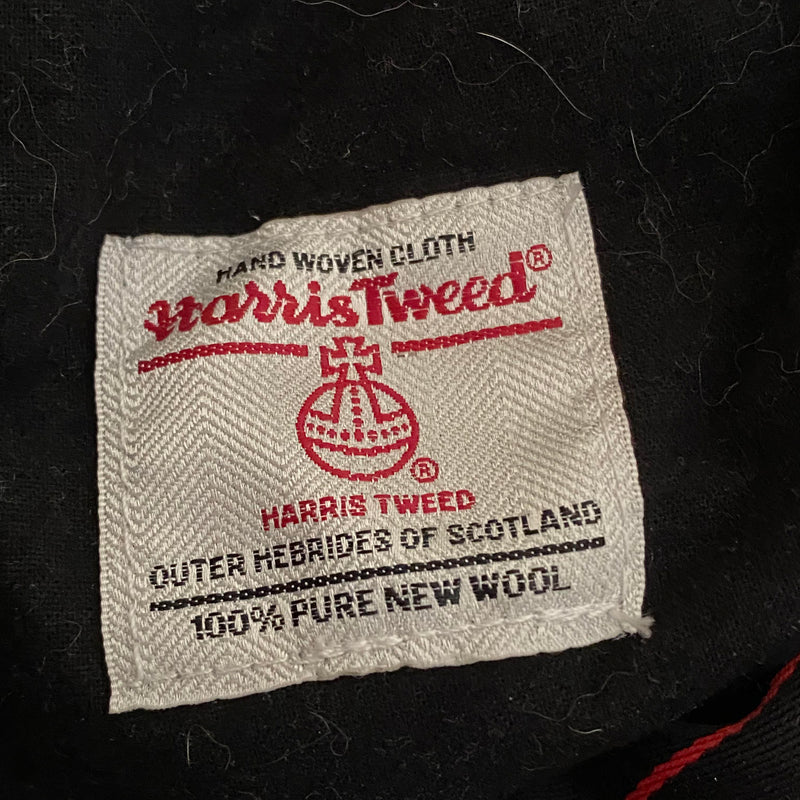 HAND WOVEN CLOTH
Harris Tweed®
®
HARRIS TWEED
OUTER HEBRIDES OF SCOTLAND
100% PURE NEW WOOL